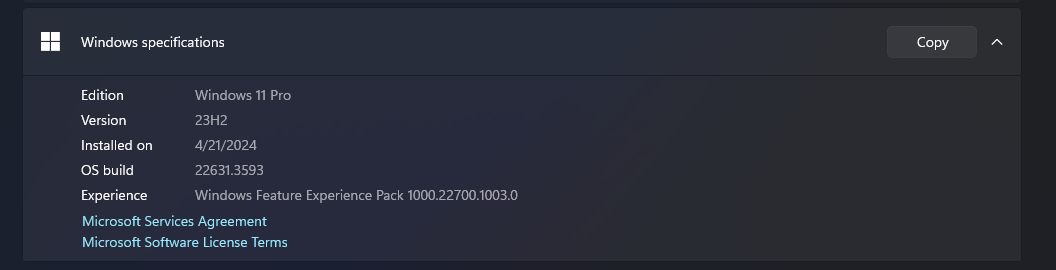 Windows specifications Copy
Edition Windows 11 Pro
Version 23H2
Installed on 4/21/2024
OS build 22631.3593
Experience Windows Feature Experience Pack 1000.22700.1003.0
Microsoft Services Agreement
Microsoft Software License Terms